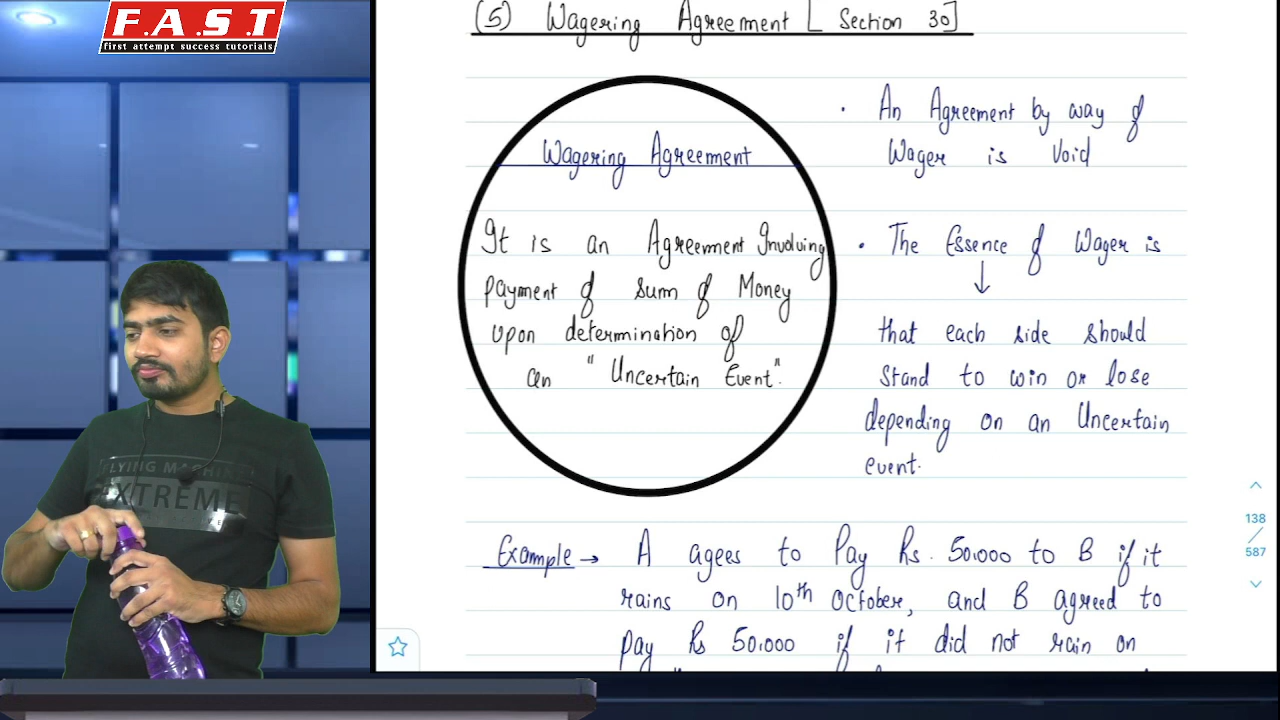 F.A.S.T
first attempt success tutorials
(5) Wagering Agreement [Section 30]
Wagering Agreement
It is an Agreement Involving
payment of sum of Money
upon determination of
an "Uncertain Event".
• An Agreement by way of
Wager is Void
• The Essence of Wager is
↓
that each side should
Stand to win or lose
depending on an Uncertain
event.
Example → A agees to Pay Rs. 50,000 to B if it
rains on 10th October, and B agreed to
pay Rs 50,000 if it did not rain on
FLYING MACHINE
EXTREME
138
/
587